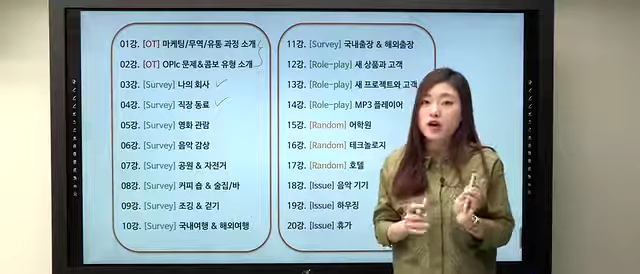 01강. [OT] 마케팅/무역/유통 과정 소개
02강. [OT] OPIc 문제&콤보 유형 소개
03강. [Survey] 나의 회사
04강. [Survey] 직장 동료
05강. [Survey] 영화 관람
06강. [Survey] 음악 감상
07강. [Survey] 공원 & 자전거
08강. [Survey] 커피 숍 & 술집/바
09강. [Survey] 조깅 & 걷기
10강. [Survey] 국내여행 & 해외여행
11강. [Survey] 국내출장 & 해외출장
12강. [Role-play] 새 상품과 고객
13강. [Role-play] 새 프로젝트와 고객
14강. [Role-play] MP3 플레이어
15강. [Random] 어학원
16강. [Random] 테크놀로지
17강. [Random] 호텔
18강. [Issue] 음악 기기
19강. [Issue] 하우징
20강. [Issue] 휴가